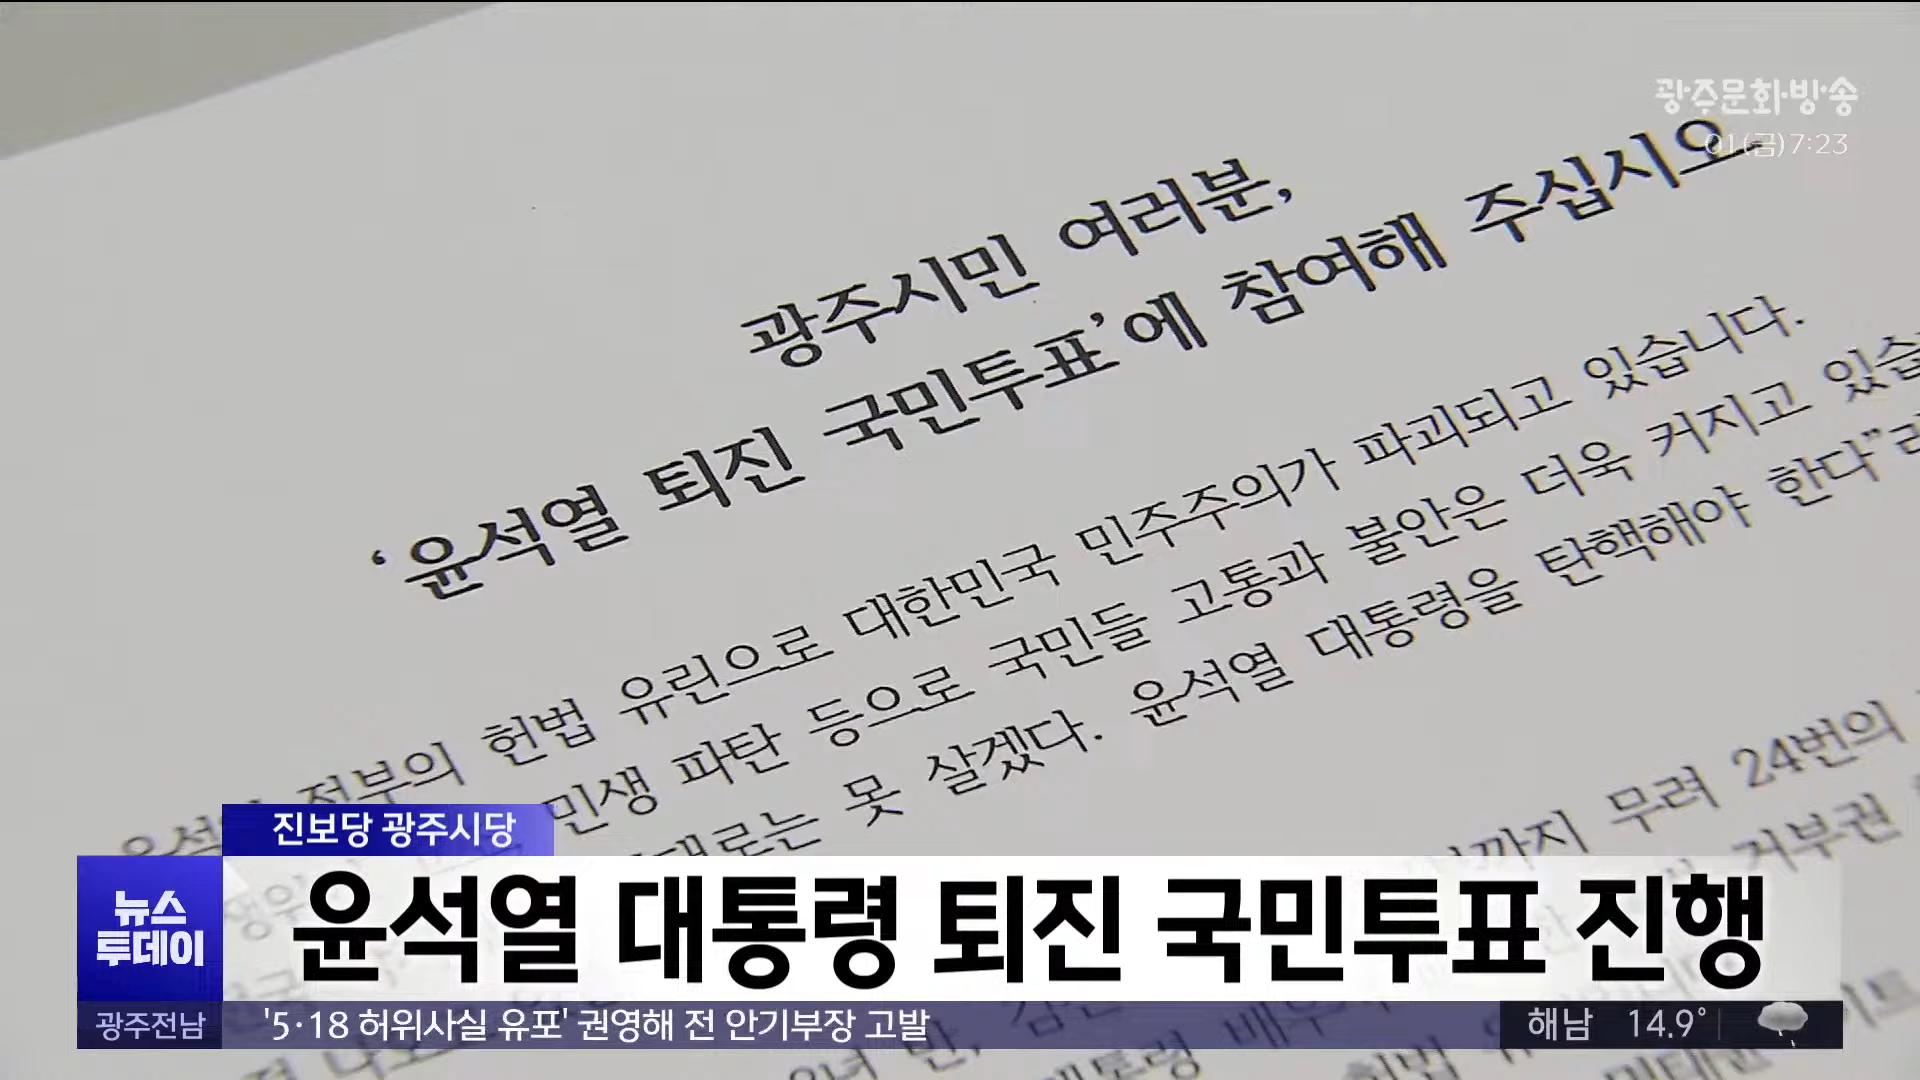 광주문화방송
01(금)7:23
광주시민 여러분,
‘윤석열 퇴진 국민투표’에 참여해 주십시오
전부의 헌법 유린으로 대한민국 민주주의가 파괴되고 있습니다.
민생 파탄 등으로 국민들 고통과 불안은 더욱 커지고 있습
대로는 못 살겠다. 윤석열 대통령을 탄핵해야 한다”라
까지 무려 24번의
거부권
진보당 광주시당
뉴스
투데이
윤석열 대통령 퇴진 국민투표 진행
광주전남
'5·18 허위사실 유포' 권영해 전 안기부장 고발
해남 14.9°